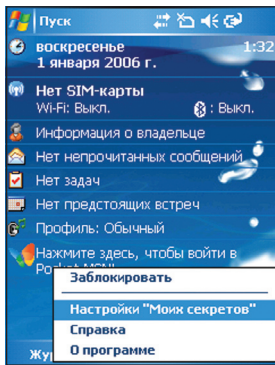 Пуск
воскресенье 1:32
1 января 2006 г.
Нет SIM-карты
Wi-Fi: Выкл. : Выкл.
Информация о владельце
Нет непрочитанных сообщений
Нет задач
Нет предстоящих встреч
Профиль: Обычный
Нажмите здесь, чтобы войти в
Заблокировать
Настройки "Моих секретов"
Справка
О программе